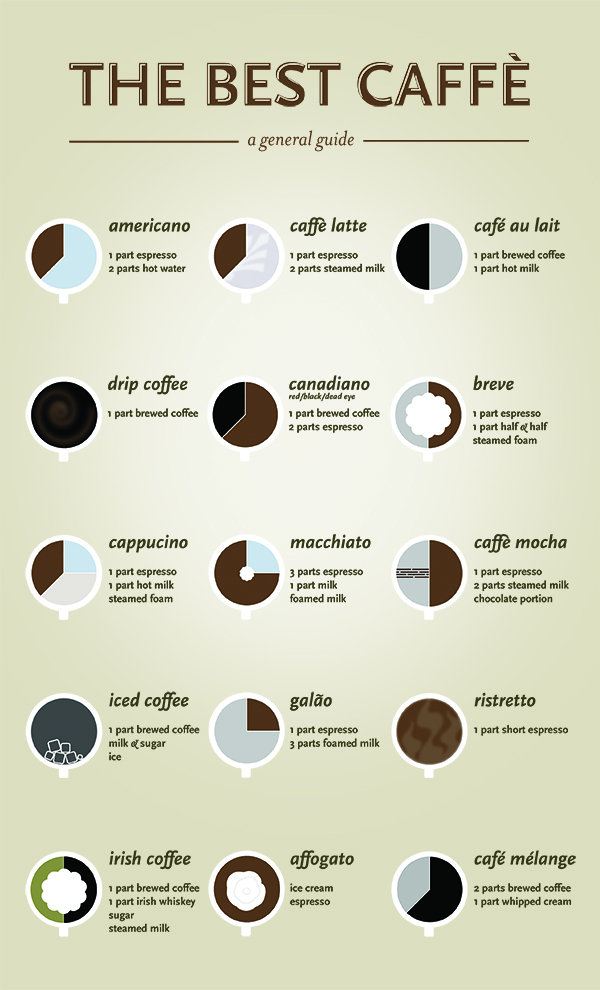 THE BEST CAFFÈ
a general guide
americano
1 part espresso
2 parts hot water
caffè latte
1 part espresso
2 parts steamed milk
café au lait
1 part brewed coffee
1 part hot milk
drip coffee
1 part brewed coffee
canadiano
red/black/dead eye
1 part brewed coffee
2 parts espresso
breve
1 part espresso
1 part half & half
steamed foam
cappucino
1 part espresso
1 part hot milk
steamed foam
macchiato
3 parts espresso
1 part milk
foamed milk
caffè mocha
1 part espresso
2 parts steamed milk
chocolate portion
iced coffee
1 part brewed coffee
milk & sugar
ice
galão
1 part espresso
3 parts foamed milk
ristretto
1 part short espresso
irish coffee
1 part brewed coffee
1 part irish whiskey
sugar
steamed milk
affogato
ice cream
espresso
café mélange
2 parts brewed coffee
1 part whipped cream